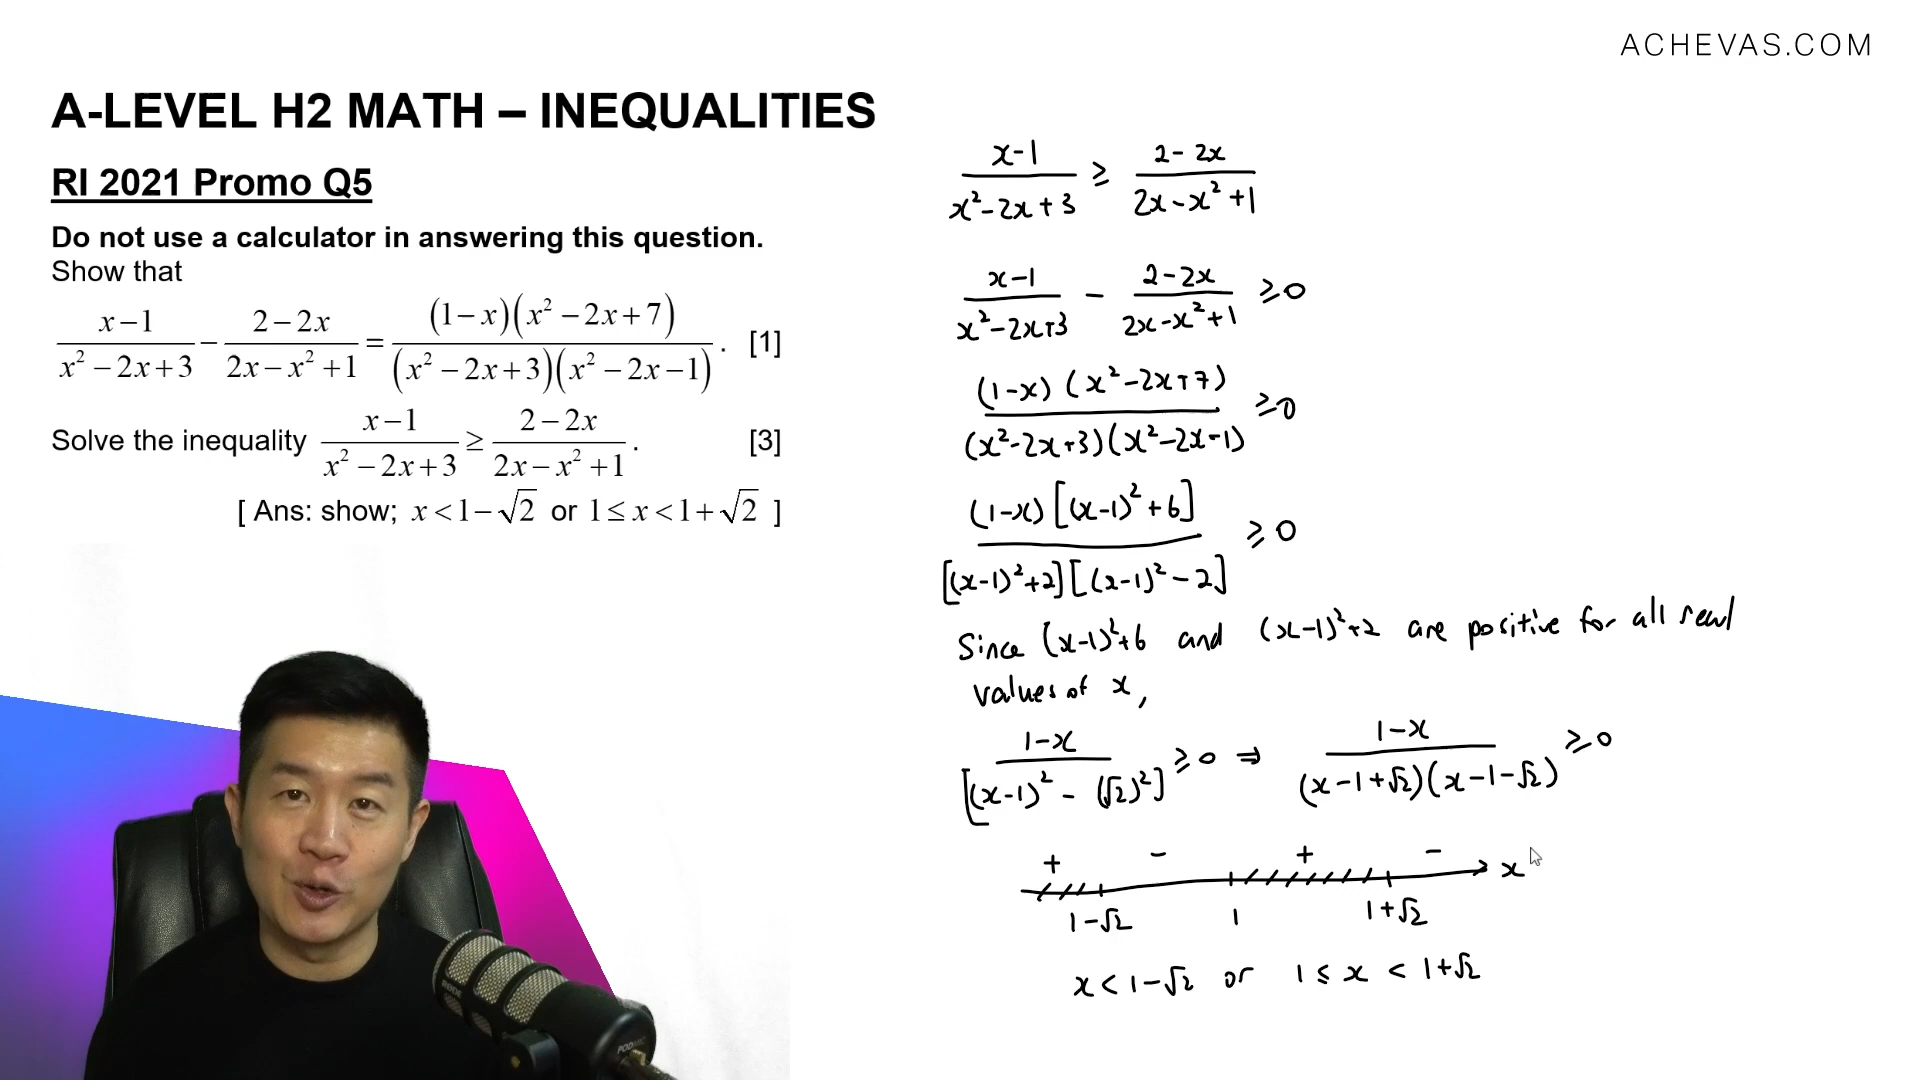 ACHEVAS.COM
A-LEVEL H2 MATH – INEQUALITIES
RI 2021 Promo Q5
Do not use a calculator in answering this question.
Show that
(x−1)/(x²−2x+3) − (2−2x)/(2x−x²+1) = (1−x)(x²−2x+7)/((x²−2x+3)(x²−2x−1)). [1]
Solve the inequality (x−1)/(x²−2x+3) ≥ (2−2x)/(2x−x²+1). [3]
[ Ans: show; x<1−√2 or 1≤x<1+√2 ]
(x-1)/(x²-2x+3) ≥ (2-2x)/(2x-x²+1)
(x-1)/(x²-2x+3) - (2-2x)/(2x-x²+1) ≥0
(1-x)(x²-2x+7)/((x²-2x+3)(x²-2x-1)) ≥0
(1-x)[(x-1)²+6]/([(x-1)²+2][(x-1)²-2]) ≥0
Since (x-1)²+6 and (x-1)²+2 are positive for all real
values of x,
(1-x)/[(x-1)²-(√2)²] ≥0 ⇒ (1-x)/((x-1+√2)(x-1-√2)) ≥0
+ - + - x
1-√2 1 1+√2
x<1-√2 or 1≤x<1+√2